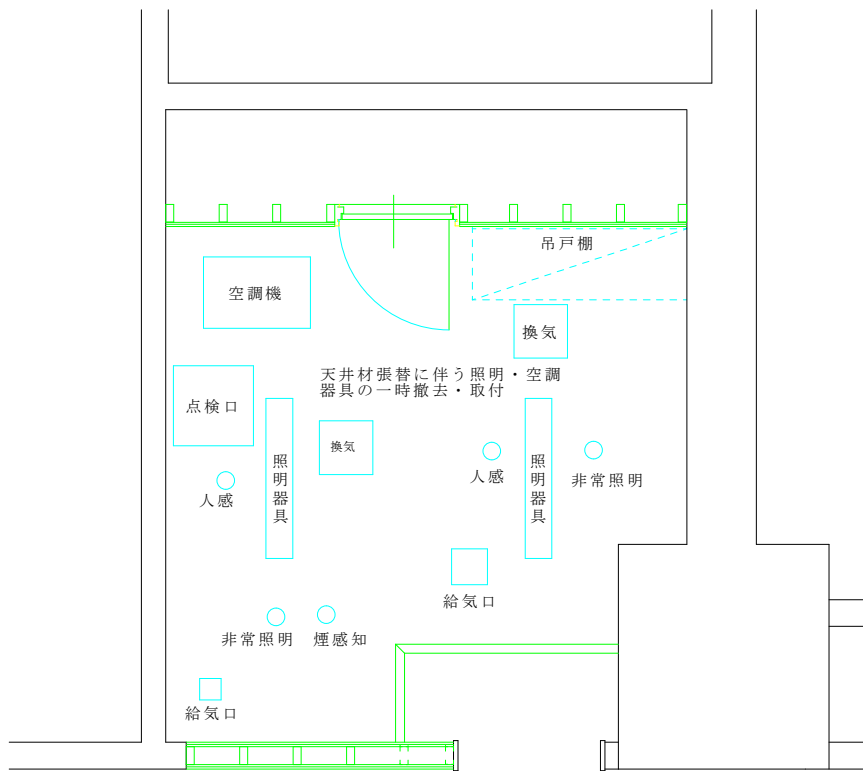 吊戸棚
空調機
換気
天井材張替に伴う照明・空調
器具の一時撤去・取付
点検口
照明器具
換気
人感
照明器具
非常照明
人感
給気口
非常照明
煙感知
給気口